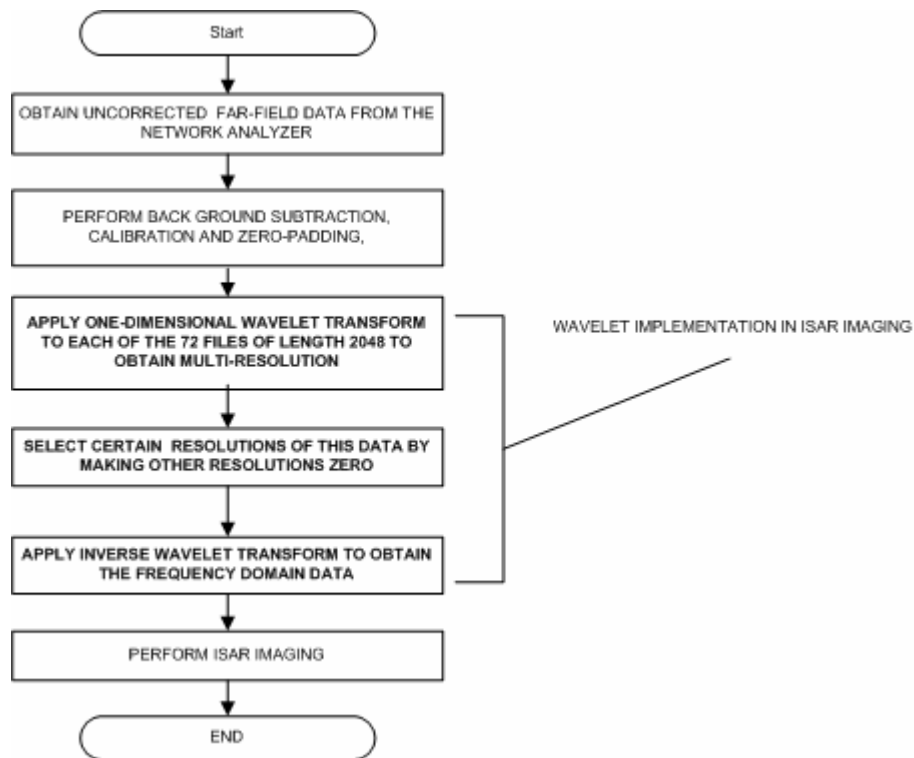 Start
OBTAIN UNCORRECTED FAR-FIELD DATA FROM THE
NETWORK ANALYZER
PERFORM BACK GROUND SUBTRACTION,
CALIBRATION AND ZERO-PADDING,
APPLY ONE-DIMENSIONAL WAVELET TRANSFORM
TO EACH OF THE 72 FILES OF LENGTH 2048 TO
OBTAIN MULTI-RESOLUTION
WAVELET IMPLEMENTATION IN ISAR IMAGING
SELECT CERTAIN RESOLUTIONS OF THIS DATA BY
MAKING OTHER RESOLUTIONS ZERO
APPLY INVERSE WAVELET TRANSFORM TO OBTAIN
THE FREQUENCY DOMAIN DATA
PERFORM ISAR IMAGING
END